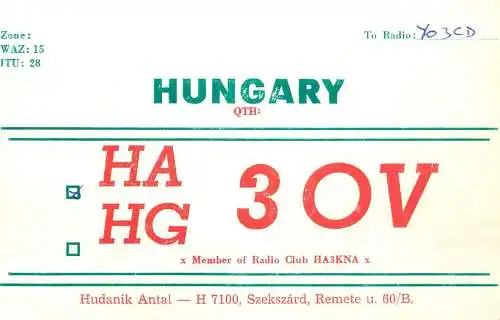 Zone:
WAZ: 15
ITU: 28
To Radio: YO3CD
HUNGARY
QTH:
HA
HG
3OV
x Member of Radio Club HA3KNA x
Hudanik Antal — H 7100, Szekszárd, Remete u. 60/B.